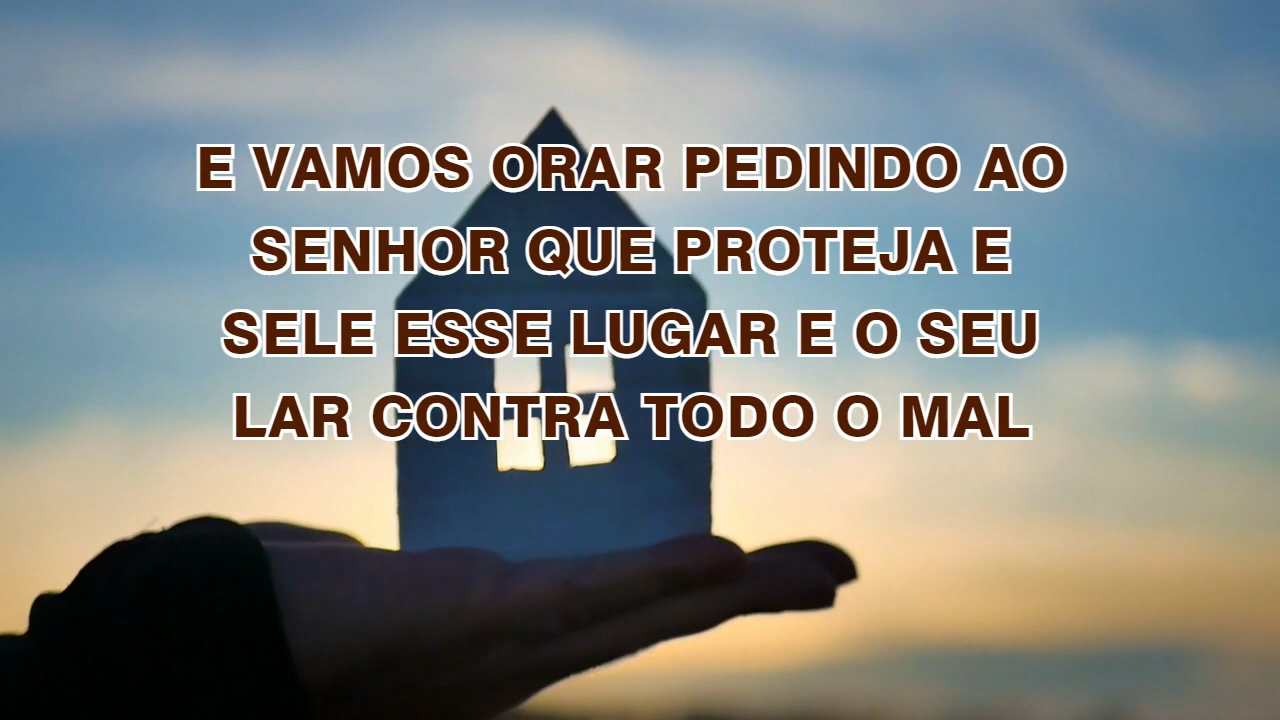 E VAMOS ORAR PEDINDO AO
SENHOR QUE PROTEJA E
SELE ESSE LUGAR E O SEU
LAR CONTRA TODO O MAL